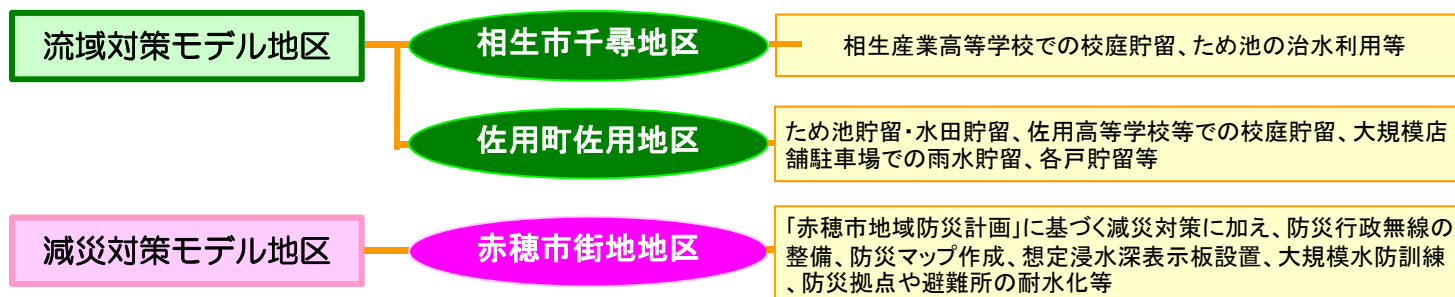 流域対策モデル地区
相生市千尋地区
相生産業高等学校での校庭貯留、ため池の治水利用等
佐用町佐用地区
ため池貯留・水田貯留、佐用高等学校等での校庭貯留、大規模店
舗駐車場での雨水貯留、各戸貯留等
減災対策モデル地区
赤穂市街地地区
「赤穂市地域防災計画」に基づく減災対策に加え、防災行政無線の
整備、防災マップ作成、想定浸水深表示板設置、大規模水防訓練
、防災拠点や避難所の耐水化等